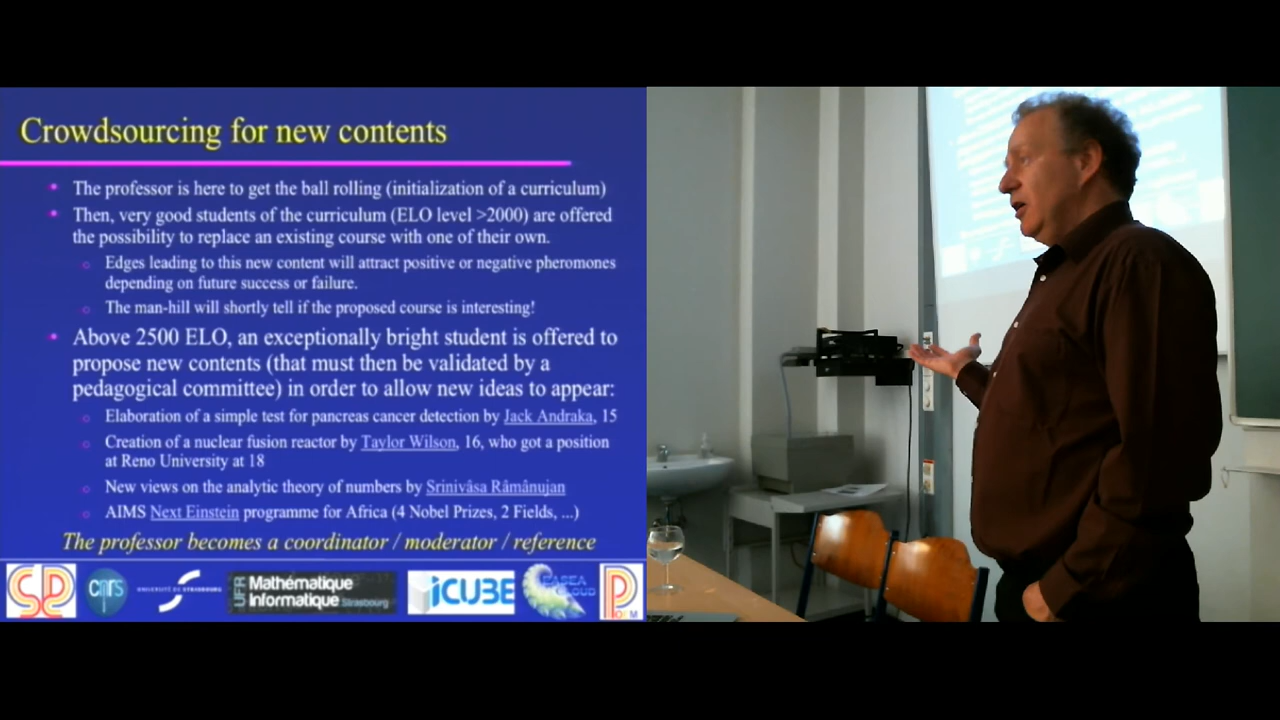 Crowdsourcing for new contents
The professor is here to get the ball rolling (initialization of a curriculum)
Then, very good students of the curriculum (ELO level >2000) are offered
the possibility to replace an existing course with one of their own.
Edges leading to this new content will attract positive or negative pheromones
depending on future success or failure.
The man-hill will shortly tell if the proposed course is interesting!
Above 2500 ELO, an exceptionally bright student is offered to
propose new contents (that must then be validated by a
pedagogical committee) in order to allow new ideas to appear:
Elaboration of a simple test for pancreas cancer detection by Jack Andraka, 15
Creation of a nuclear fusion reactor by Taylor Wilson, 16, who got a position
at Reno University at 18
New views on the analytic theory of numbers by Srinivâsa Râmânujan
AIMS Next Einstein programme for Africa (4 Nobel Prizes, 2 Fields, ...)
The professor becomes a coordinator / moderator / reference
CNRS
UNIVERSITÉ DE STRASBOURG
UFR Mathématique
Informatique Strasbourg
iCUBE
EASEA
CLOUD